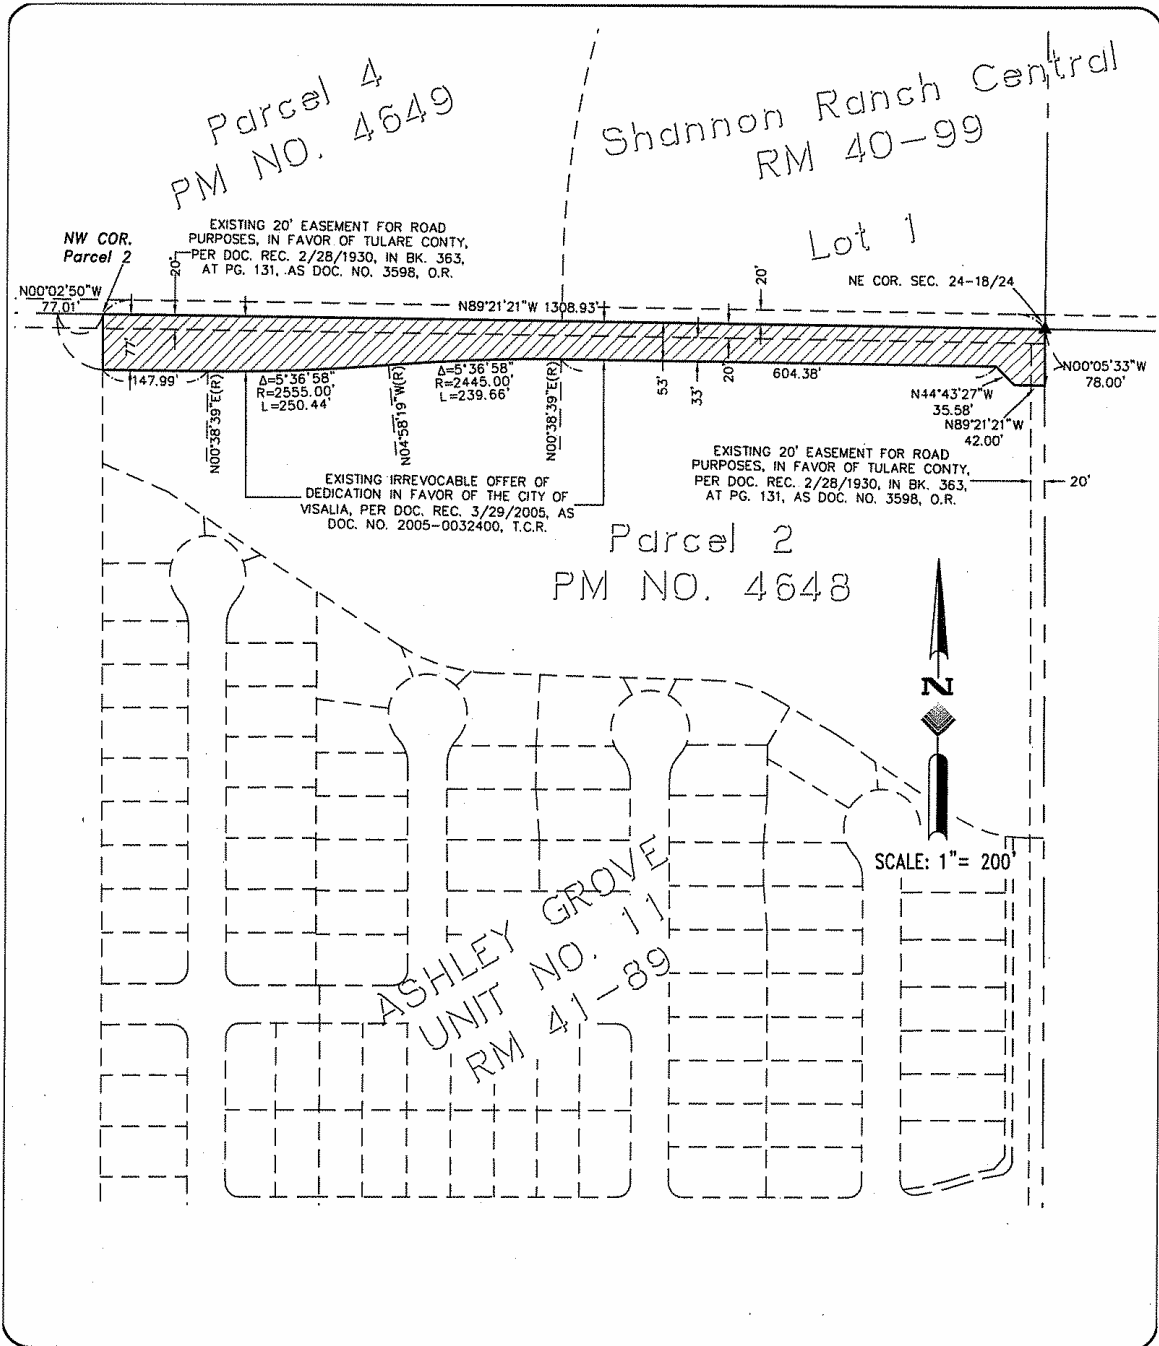 Parcel 4
PM NO. 4649
Shannon Ranch Central
RM 40-99
Lot 1
NW COR.
Parcel 2
EXISTING 20' EASEMENT FOR ROAD
PURPOSES, IN FAVOR OF TULARE CONTY,
PER DOC. REC. 2/28/1930, IN BK. 363,
AT PG. 131, AS DOC. NO. 3598, O.R.
20'
20'
NE COR. SEC. 24-18/24
N00°02'50"W
77.01'
N89°21'21"W 1308.93'
77'
147.99'
N00°38'39"E(R)
Δ=5°36'58"
R=2555.00'
L=250.44'
N04°58'19"W(R)
Δ=5°36'58"
R=2445.00'
L=239.66'
N00°38'39"E(R)
53'
33'
20'
604.38'
N00°05'33"W
78.00'
N44°43'27"W
35.58'
N89°21'21"W
42.00'
EXISTING IRREVOCABLE OFFER OF
DEDICATION IN FAVOR OF THE CITY OF
VISALIA, PER DOC. REC. 3/29/2005, AS
DOC. NO. 2005-0032400, T.C.R.
EXISTING 20' EASEMENT FOR ROAD
PURPOSES, IN FAVOR OF TULARE CONTY,
PER DOC. REC. 2/28/1930, IN BK. 363,
AT PG. 131, AS DOC. NO. 3598, O.R.
20'
Parcel 2
PM NO. 4648
N
SCALE: 1"= 200'
ASHLEY GROVE
UNIT NO. 11
RM 41-89